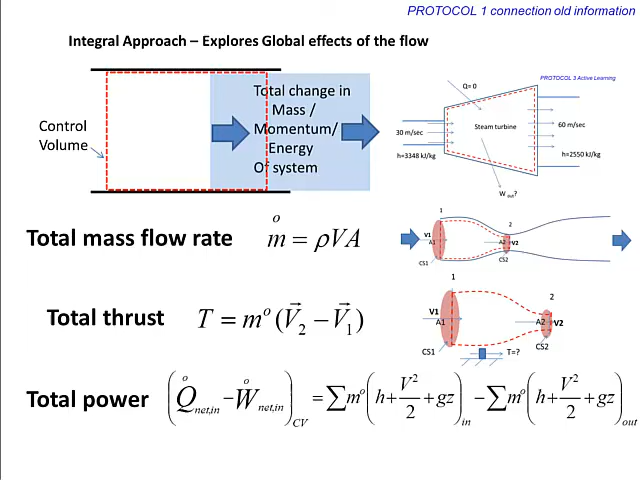 PROTOCOL 1 connection old information
Integral Approach – Explores Global effects of the flow
PROTOCOL 3 Active Learning
Control
Volume
Total change in
Mass /
Momentum/
Energy
Of system
Q= 0
Steam turbine
30 m/sec
60 m/sec
h=3348 kJ/kg
h=2550 kJ/kg
W out?
Total mass flow rate
o
m = ρVA
1
2
V1
A1
A2
V2
CS1
CS2
Total thrust
T = m° (V⃗₂ − V⃗₁)
1
2
V1
A1
A2
V2
CS1
CS2
T=?
Total power
(Q° net,in − W° net,in)CV = ∑m°(h + V²/2 + gz)in − ∑m°(h + V²/2 + gz)out